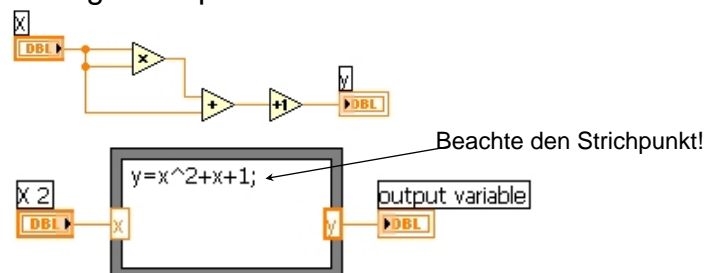 X
DBL
×
+
+1
y
DBL
Beachte den Strichpunkt!
y=x^2+x+1;
X 2
DBL
x
y
output variable
DBL